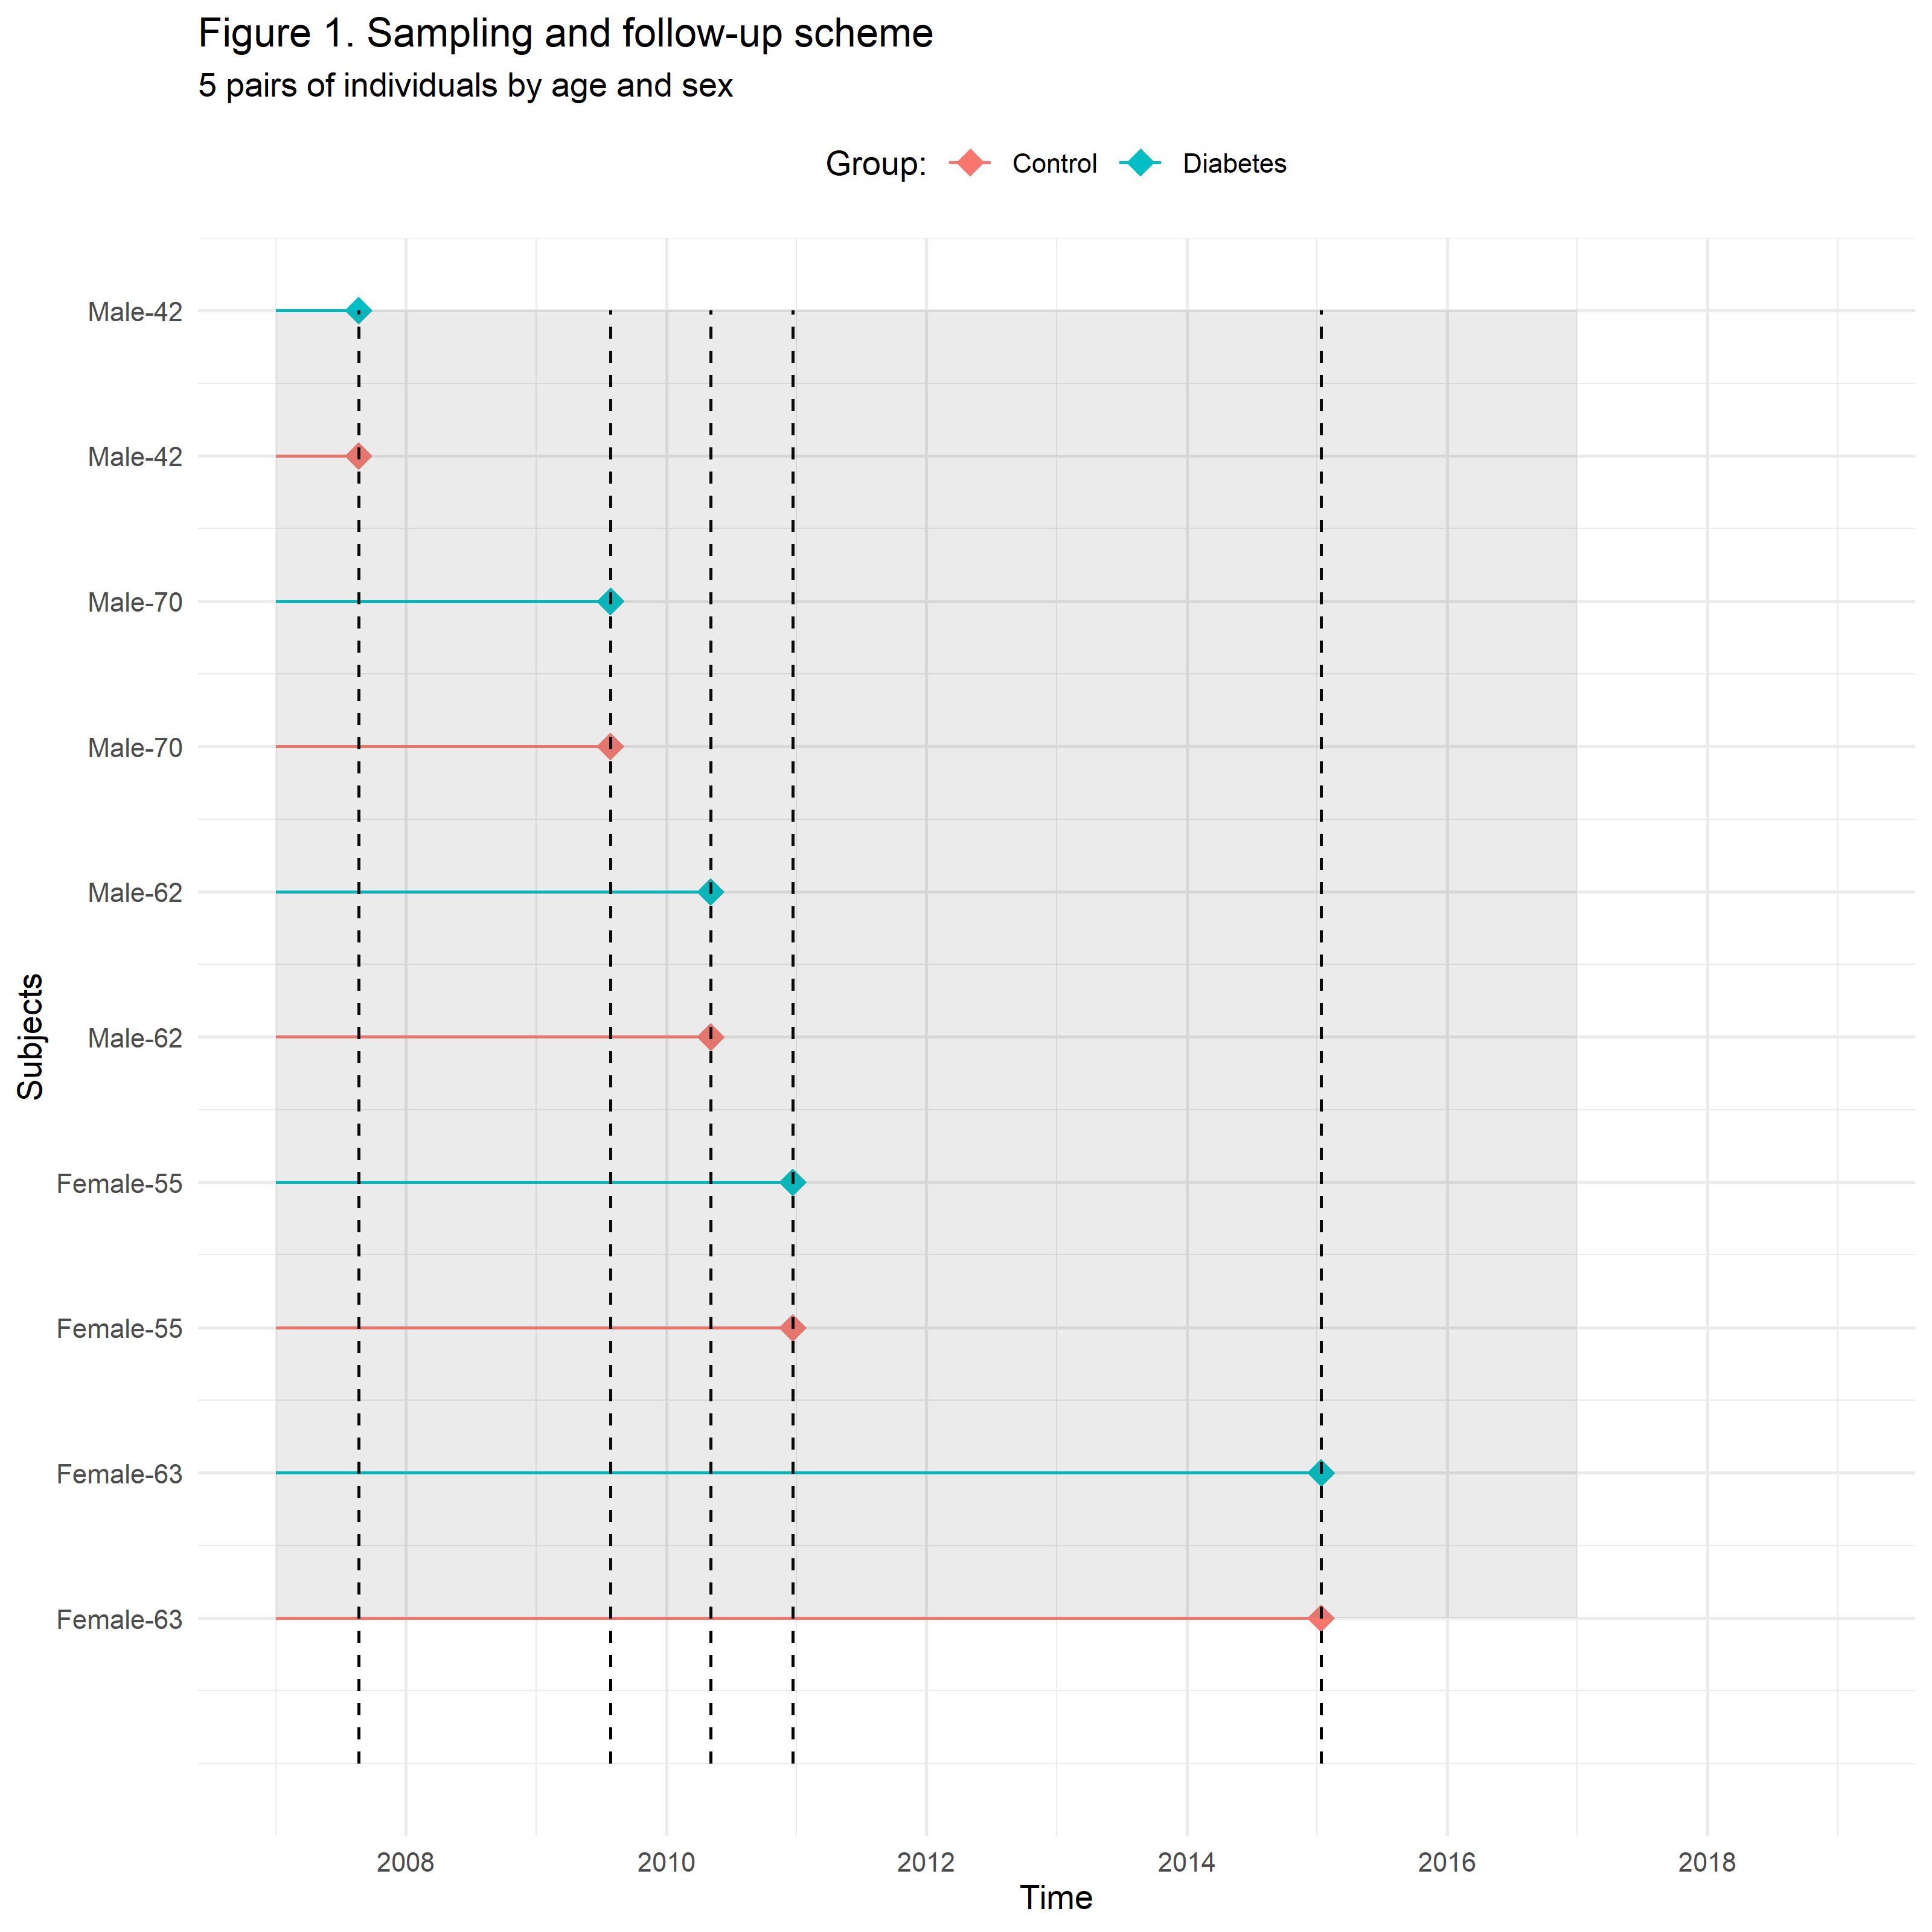 Figure 1. Sampling and follow-up scheme
5 pairs of individuals by age and sex
Group: Control Diabetes
Male-42
Male-42
Male-70
Male-70
Male-62
Male-62
Female-55
Female-55
Female-63
Female-63
Subjects
2008 2010 2012 2014 2016 2018
Time